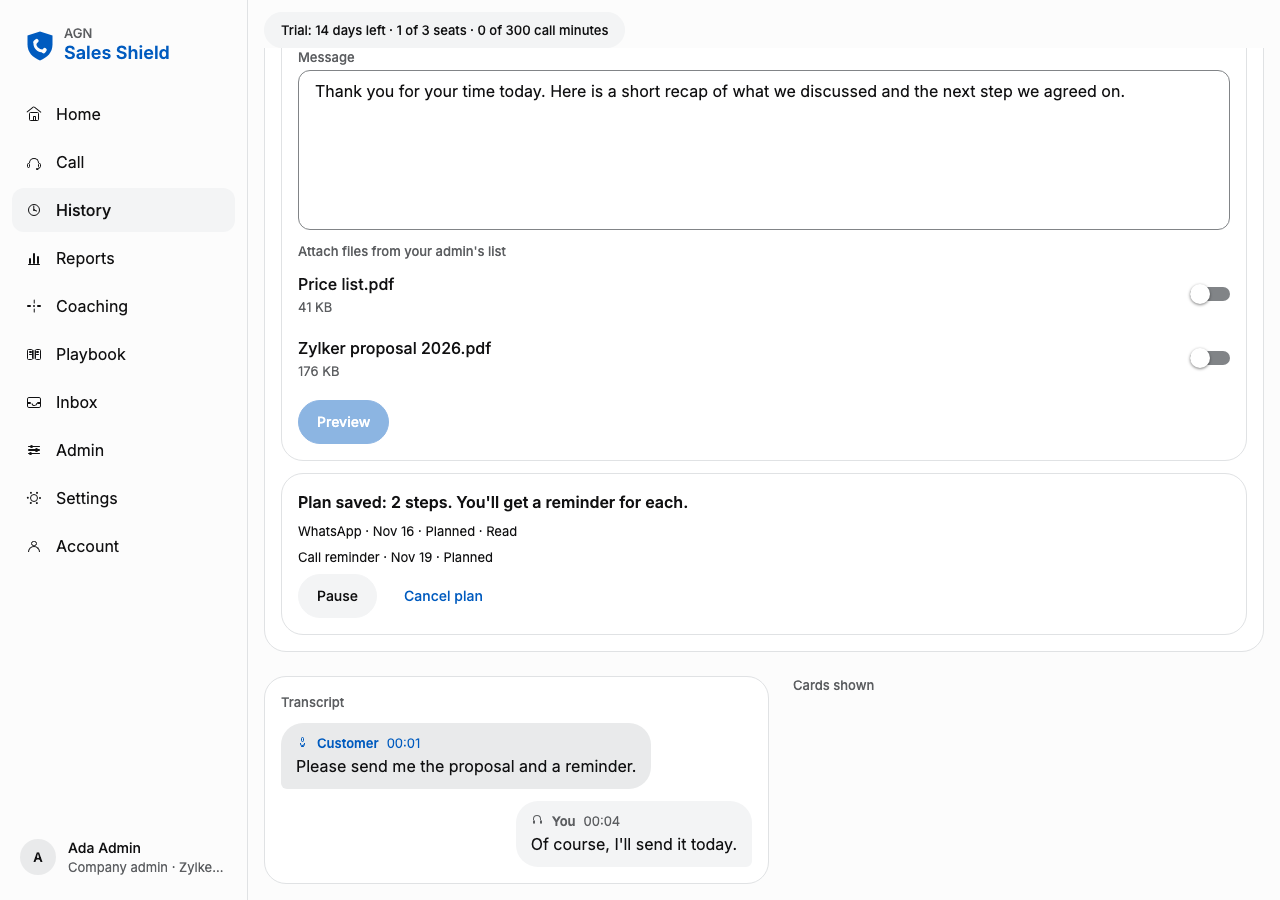 AGN
Sales Shield
Home
Call
History
Reports
Coaching
Playbook
Inbox
Admin
Settings
Account
A
Ada Admin
Company admin · Zylke...
Trial: 14 days left · 1 of 3 seats · 0 of 300 call minutes
Message
Thank you for your time today. Here is a short recap of what we discussed and the next step we agreed on.
Attach files from your admin's list
Price list.pdf
41 KB
Zylker proposal 2026.pdf
176 KB
Preview
Plan saved: 2 steps. You'll get a reminder for each.
WhatsApp · Nov 16 · Planned · Read
Call reminder · Nov 19 · Planned
Pause
Cancel plan
Transcript
Customer 00:01
Please send me the proposal and a reminder.
You 00:04
Of course, I'll send it today.
Cards shown